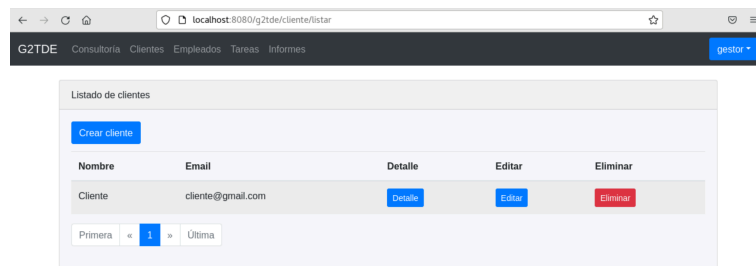 localhost:8080/g2tde/cliente/listar
G2TDE Consultoría Clientes Empleados Tareas Informes gestor
Listado de clientes
Crear cliente
Nombre Email Detalle Editar Eliminar
Cliente cliente@gmail.com Detalle Editar Eliminar
Primera « 1 » Última